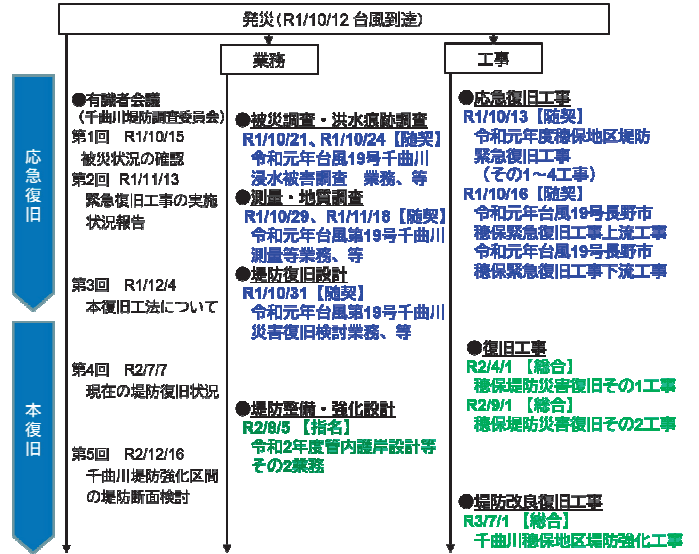 発災（R1/10/12 台風到達）
業務
工事
応急復旧
本復旧
●有識者会議
（千曲川堤防調査委員会）
第1回　R1/10/15
被災状況の確認
第2回　R1/11/13
緊急復旧工事の実施
状況報告
第3回　R1/12/4
本復旧工法について
第4回　R2/7/7
現在の堤防復旧状況
第5回　R2/12/16
千曲川堤防強化区間
の堤防断面検討
●被災調査・洪水痕跡調査
R1/10/21、R1/10/24【随契】
令和元年台風19号千曲川
浸水被害調査　業務、等
●測量・地質調査
R1/10/29、R1/11/18【随契】
令和元年台風第19号千曲川
測量等業務、等
●堤防復旧設計
R1/10/31【随契】
令和元年台風第19号千曲川
災害復旧検討業務、等
●堤防整備・強化設計
R2/8/5【指名】
令和2年度管内護岸設計等
その2業務
●応急復旧工事
R1/10/13【随契】
令和元年度穂保地区堤防
緊急復旧工事
（その1～4工事）
R1/10/16【随契】
令和元年台風19号長野市
穂保緊急復旧工事上流工事
令和元年台風19号長野市
穂保緊急復旧工事下流工事
●復旧工事
R2/4/1 【総合】
穂保堤防災害復旧その1工事
R2/9/1 【総合】
穂保堤防災害復旧その2工事
●堤防改良復旧工事
R3/7/1 【総合】
千曲川穂保地区堤防強化工事